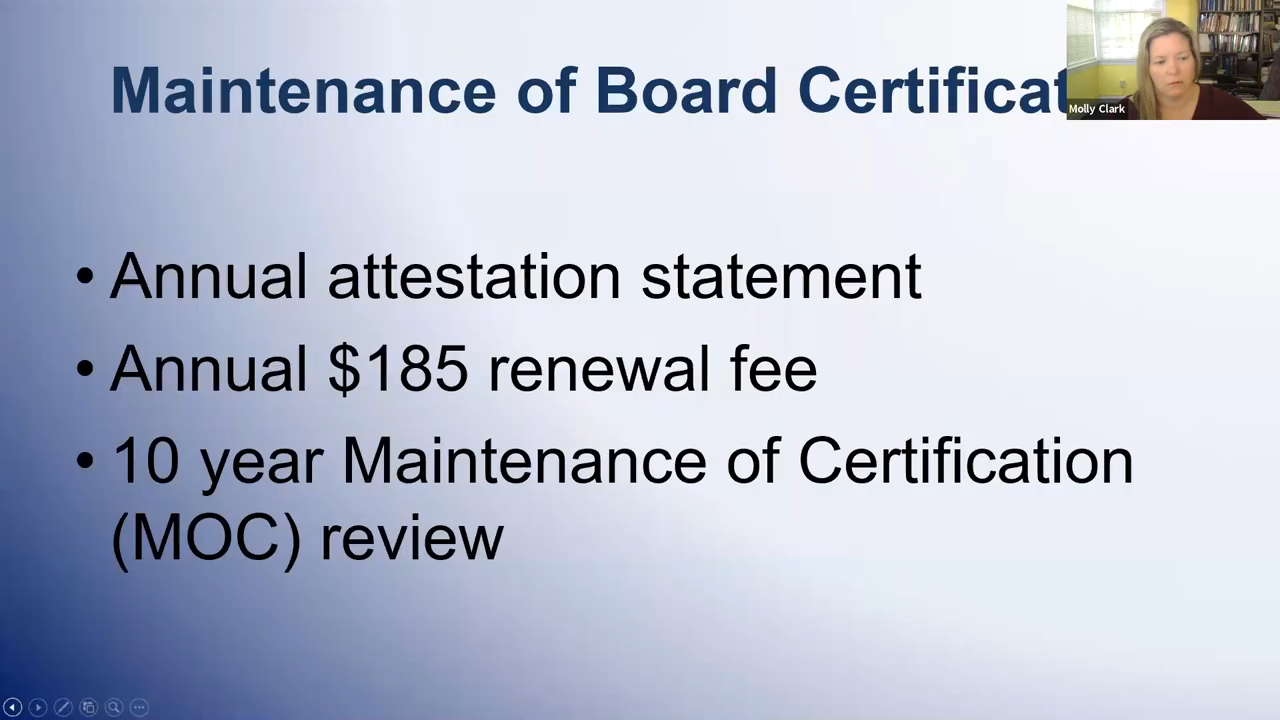 Maintenance of Board Certificat
Molly Clark
• Annual attestation statement
• Annual $185 renewal fee
• 10 year Maintenance of Certification
(MOC) review